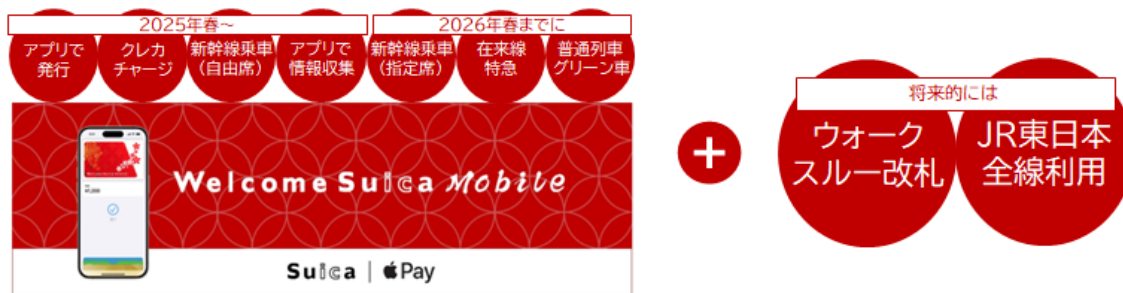 2025年春～
2026年春までに
アプリで
発行
クレカ
チャージ
新幹線乗車
（自由席）
アプリで
情報収集
新幹線乗車
（指定席）
在来線
特急
普通列車
グリーン車
Welcome Suica Mobile
Suica | Pay
+
将来的には
ウォーク
スルー改札
JR東日本
全線利用